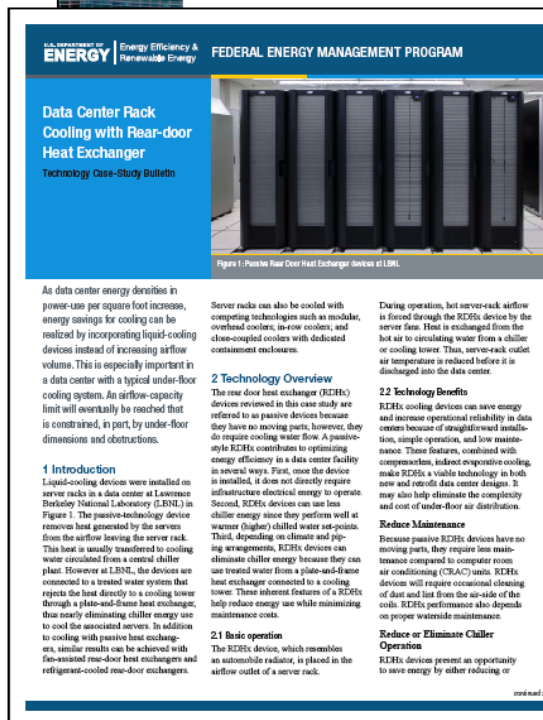 U.S. DEPARTMENT OF
ENERGY
Energy Efficiency &
Renewable Energy
FEDERAL ENERGY MANAGEMENT PROGRAM
Data Center Rack
Cooling with Rear-door
Heat Exchanger
Technology Case-Study Bulletin
Figure 1: Passive Rear Door Heat Exchanger devices at LBNL
As data center energy densities in
power-use per square foot increase,
energy savings for cooling can be
realized by incorporating liquid-cooling
devices instead of increasing airflow
volume. This is especially important in
a data center with a typical under-floor
cooling system. An airflow-capacity
limit will eventually be reached that
is constrained, in part, by under-floor
dimensions and obstructions.
1 Introduction
Liquid-cooling devices were installed on
server racks in a data center at Lawrence
Berkeley National Laboratory (LBNL) in
Figure 1. The passive-technology device
removes heat generated by the servers
from the airflow leaving the server rack.
This heat is usually transferred to cooling
water circulated from a central chiller
plant. However at LBNL, the devices are
connected to a treated water system that
rejects the heat directly to a cooling tower
through a plate-and-frame heat exchanger,
thus nearly eliminating chiller energy use
to cool the associated servers. In addition
to cooling with passive heat exchang-
ers, similar results can be achieved with
fan-assisted rear-door heat exchangers and
refrigerant-cooled rear-door exchangers.
Server racks can also be cooled with
competing technologies such as modular,
overhead coolers; in-row coolers; and
close-coupled coolers with dedicated
containment enclosures.
2 Technology Overview
The rear door heat exchanger (RDHx)
devices reviewed in this case study are
referred to as passive devices because
they have no moving parts; however, they
do require cooling water flow. A passive-
style RDHx contributes to optimizing
energy efficiency in a data center facility
in several ways. First, once the device
is installed, it does not directly require
infrastructure electrical energy to operate.
Second, RDHx devices can use less
chiller energy since they perform well at
warmer (higher) chilled water set-points.
Third, depending on climate and pip-
ing arrangements, RDHx devices can
eliminate chiller energy because they can
use treated water from a plate-and-frame
heat exchanger connected to a cooling
tower. These inherent features of a RDHx
help reduce energy use while minimizing
maintenance costs.
2.1 Basic operation
The RDHx device, which resembles
an automobile radiator, is placed in the
airflow outlet of a server rack.
During operation, hot server-rack airflow
is forced through the RDHx device by the
server fans. Heat is exchanged from the
hot air to circulating water from a chiller
or cooling tower. Thus, server-rack outlet
air temperature is reduced before it is
discharged into the data center.
2.2 Technology Benefits
RDHx cooling devices can save energy
and increase operational reliability in data
centers because of straightforward installa-
tion, simple operation, and low mainte-
nance. These features, combined with
compressorless, indirect evaporative cooling,
make RDHx a viable technology in both
new and retrofit data center designs. It
may also help eliminate the complexity
and cost of under-floor air distribution.
Reduce Maintenance
Because passive RDHx devices have no
moving parts, they require less main-
tenance compared to computer room
air conditioning (CRAC) units. RDHx
devices will require occasional cleaning
of dust and lint from the air-side of the
coils. RDHx performance also depends
on proper waterside maintenance.
Reduce or Eliminate Chiller
Operation
RDHx devices present an opportunity
to save energy by either reducing or
continued